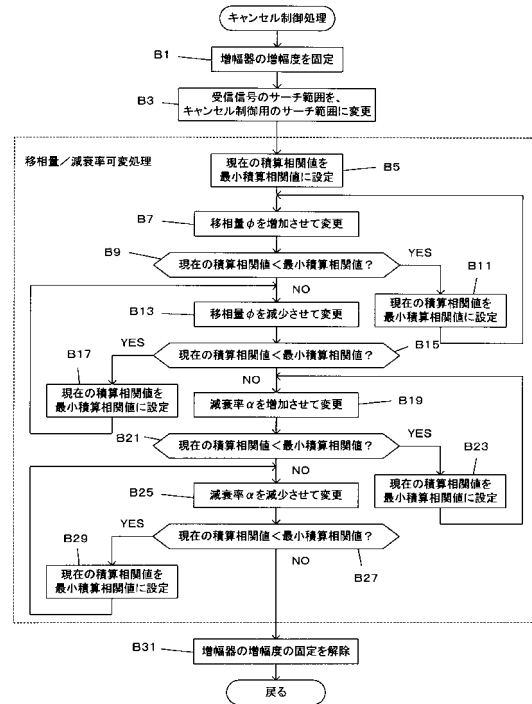 キャンセル制御処理
B1
増幅器の増幅度を固定
B3
受信信号のサーチ範囲を、
キャンセル制御用のサーチ範囲に変更
移相量／減衰率可変処理
現在の積算相関値を
最小積算相関値に設定
B5
B7
移相量φを増加させて変更
B9
現在の積算相関値＜最小積算相関値？
YES
B11
現在の積算相関値を
最小積算相関値に設定
NO
B13
移相量φを減少させて変更
B15
現在の積算相関値＜最小積算相関値？
YES
B17
現在の積算相関値を
最小積算相関値に設定
NO
減衰率αを増加させて変更
B19
B21
現在の積算相関値＜最小積算相関値？
YES
B23
現在の積算相関値を
最小積算相関値に設定
NO
B25
減衰率αを減少させて変更
現在の積算相関値＜最小積算相関値？
B27
YES
B29
現在の積算相関値を
最小積算相関値に設定
NO
B31
増幅器の増幅度の固定を解除
戻る